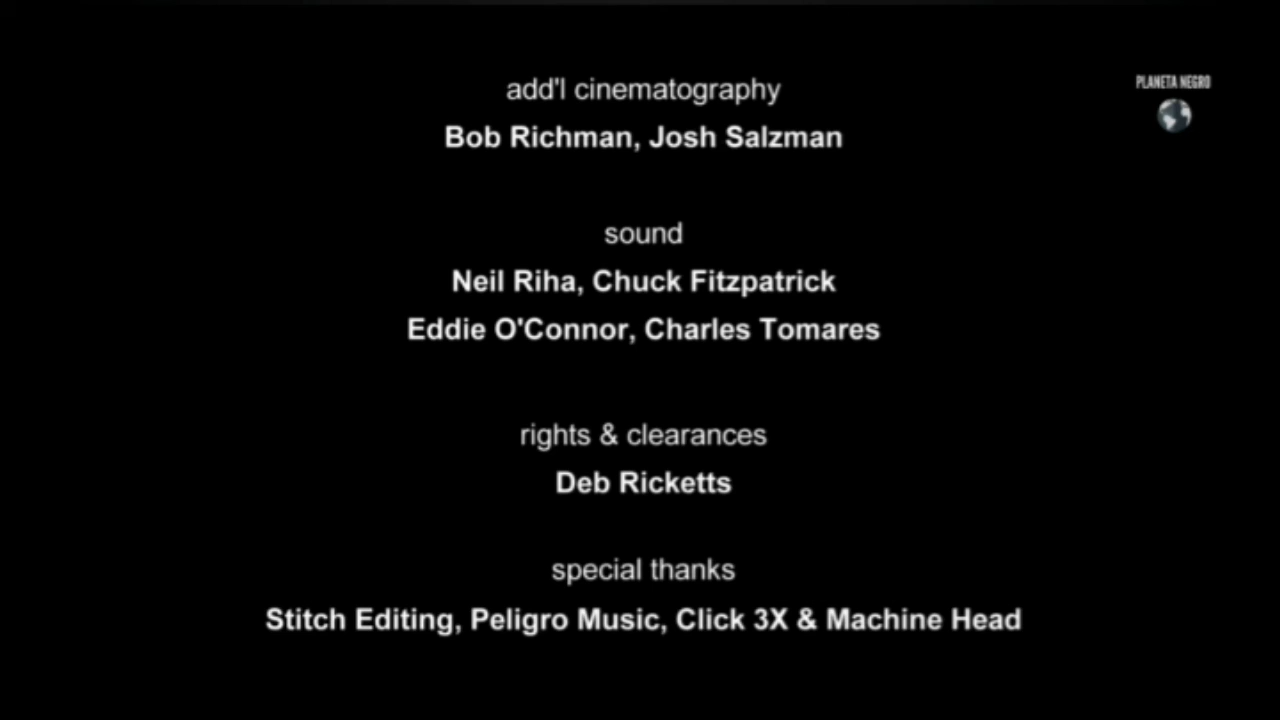 add'l cinematography
PLANETA NEGRO
Bob Richman, Josh Salzman
sound
Neil Riha, Chuck Fitzpatrick
Eddie O'Connor, Charles Tomares
rights & clearances
Deb Ricketts
special thanks
Stitch Editing, Peligro Music, Click 3X & Machine Head